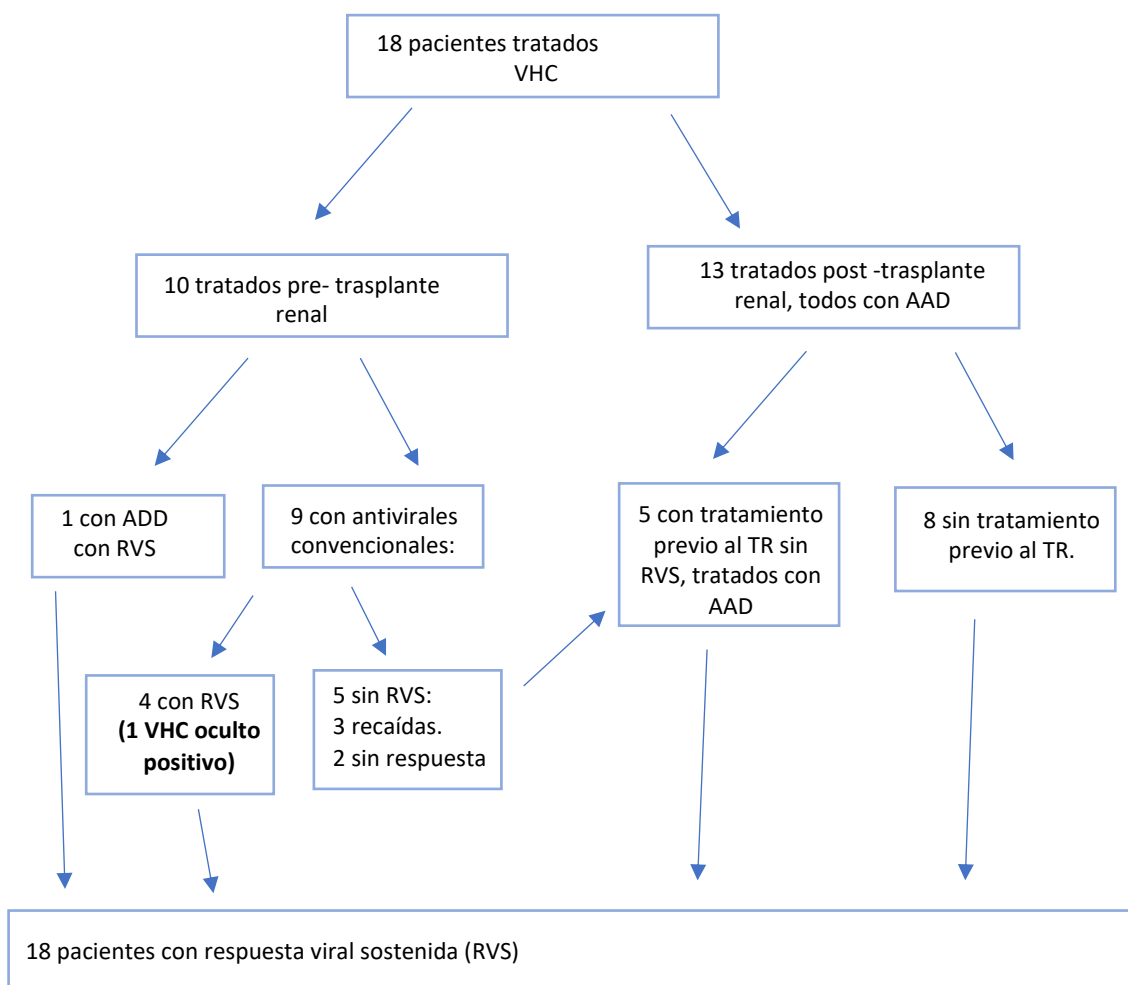 18 pacientes tratados
VHC
10 tratados pre- trasplante
renal
13 tratados post -trasplante
renal, todos con AAD
1 con ADD
con RVS
9 con antivirales
convencionales:
5 con tratamiento
previo al TR sin
RVS, tratados con
AAD
8 sin tratamiento
previo al TR.
4 con RVS
(1 VHC oculto
positivo)
5 sin RVS:
3 recaídas.
2 sin respuesta
18 pacientes con respuesta viral sostenida (RVS)